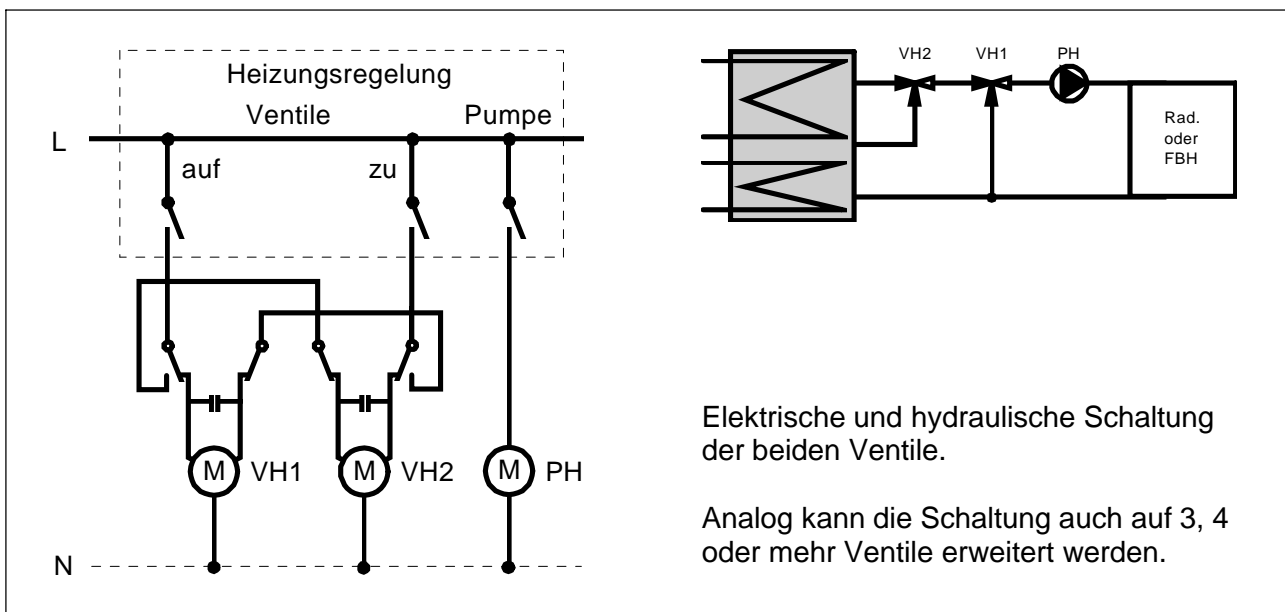 Heizungsregelung
Ventile Pumpe
L
auf zu
M VH1 M VH2 M PH
N
VH2 VH1 PH
Rad.
oder
FBH
Elektrische und hydraulische Schaltung
der beiden Ventile.
Analog kann die Schaltung auch auf 3, 4
oder mehr Ventile erweitert werden.